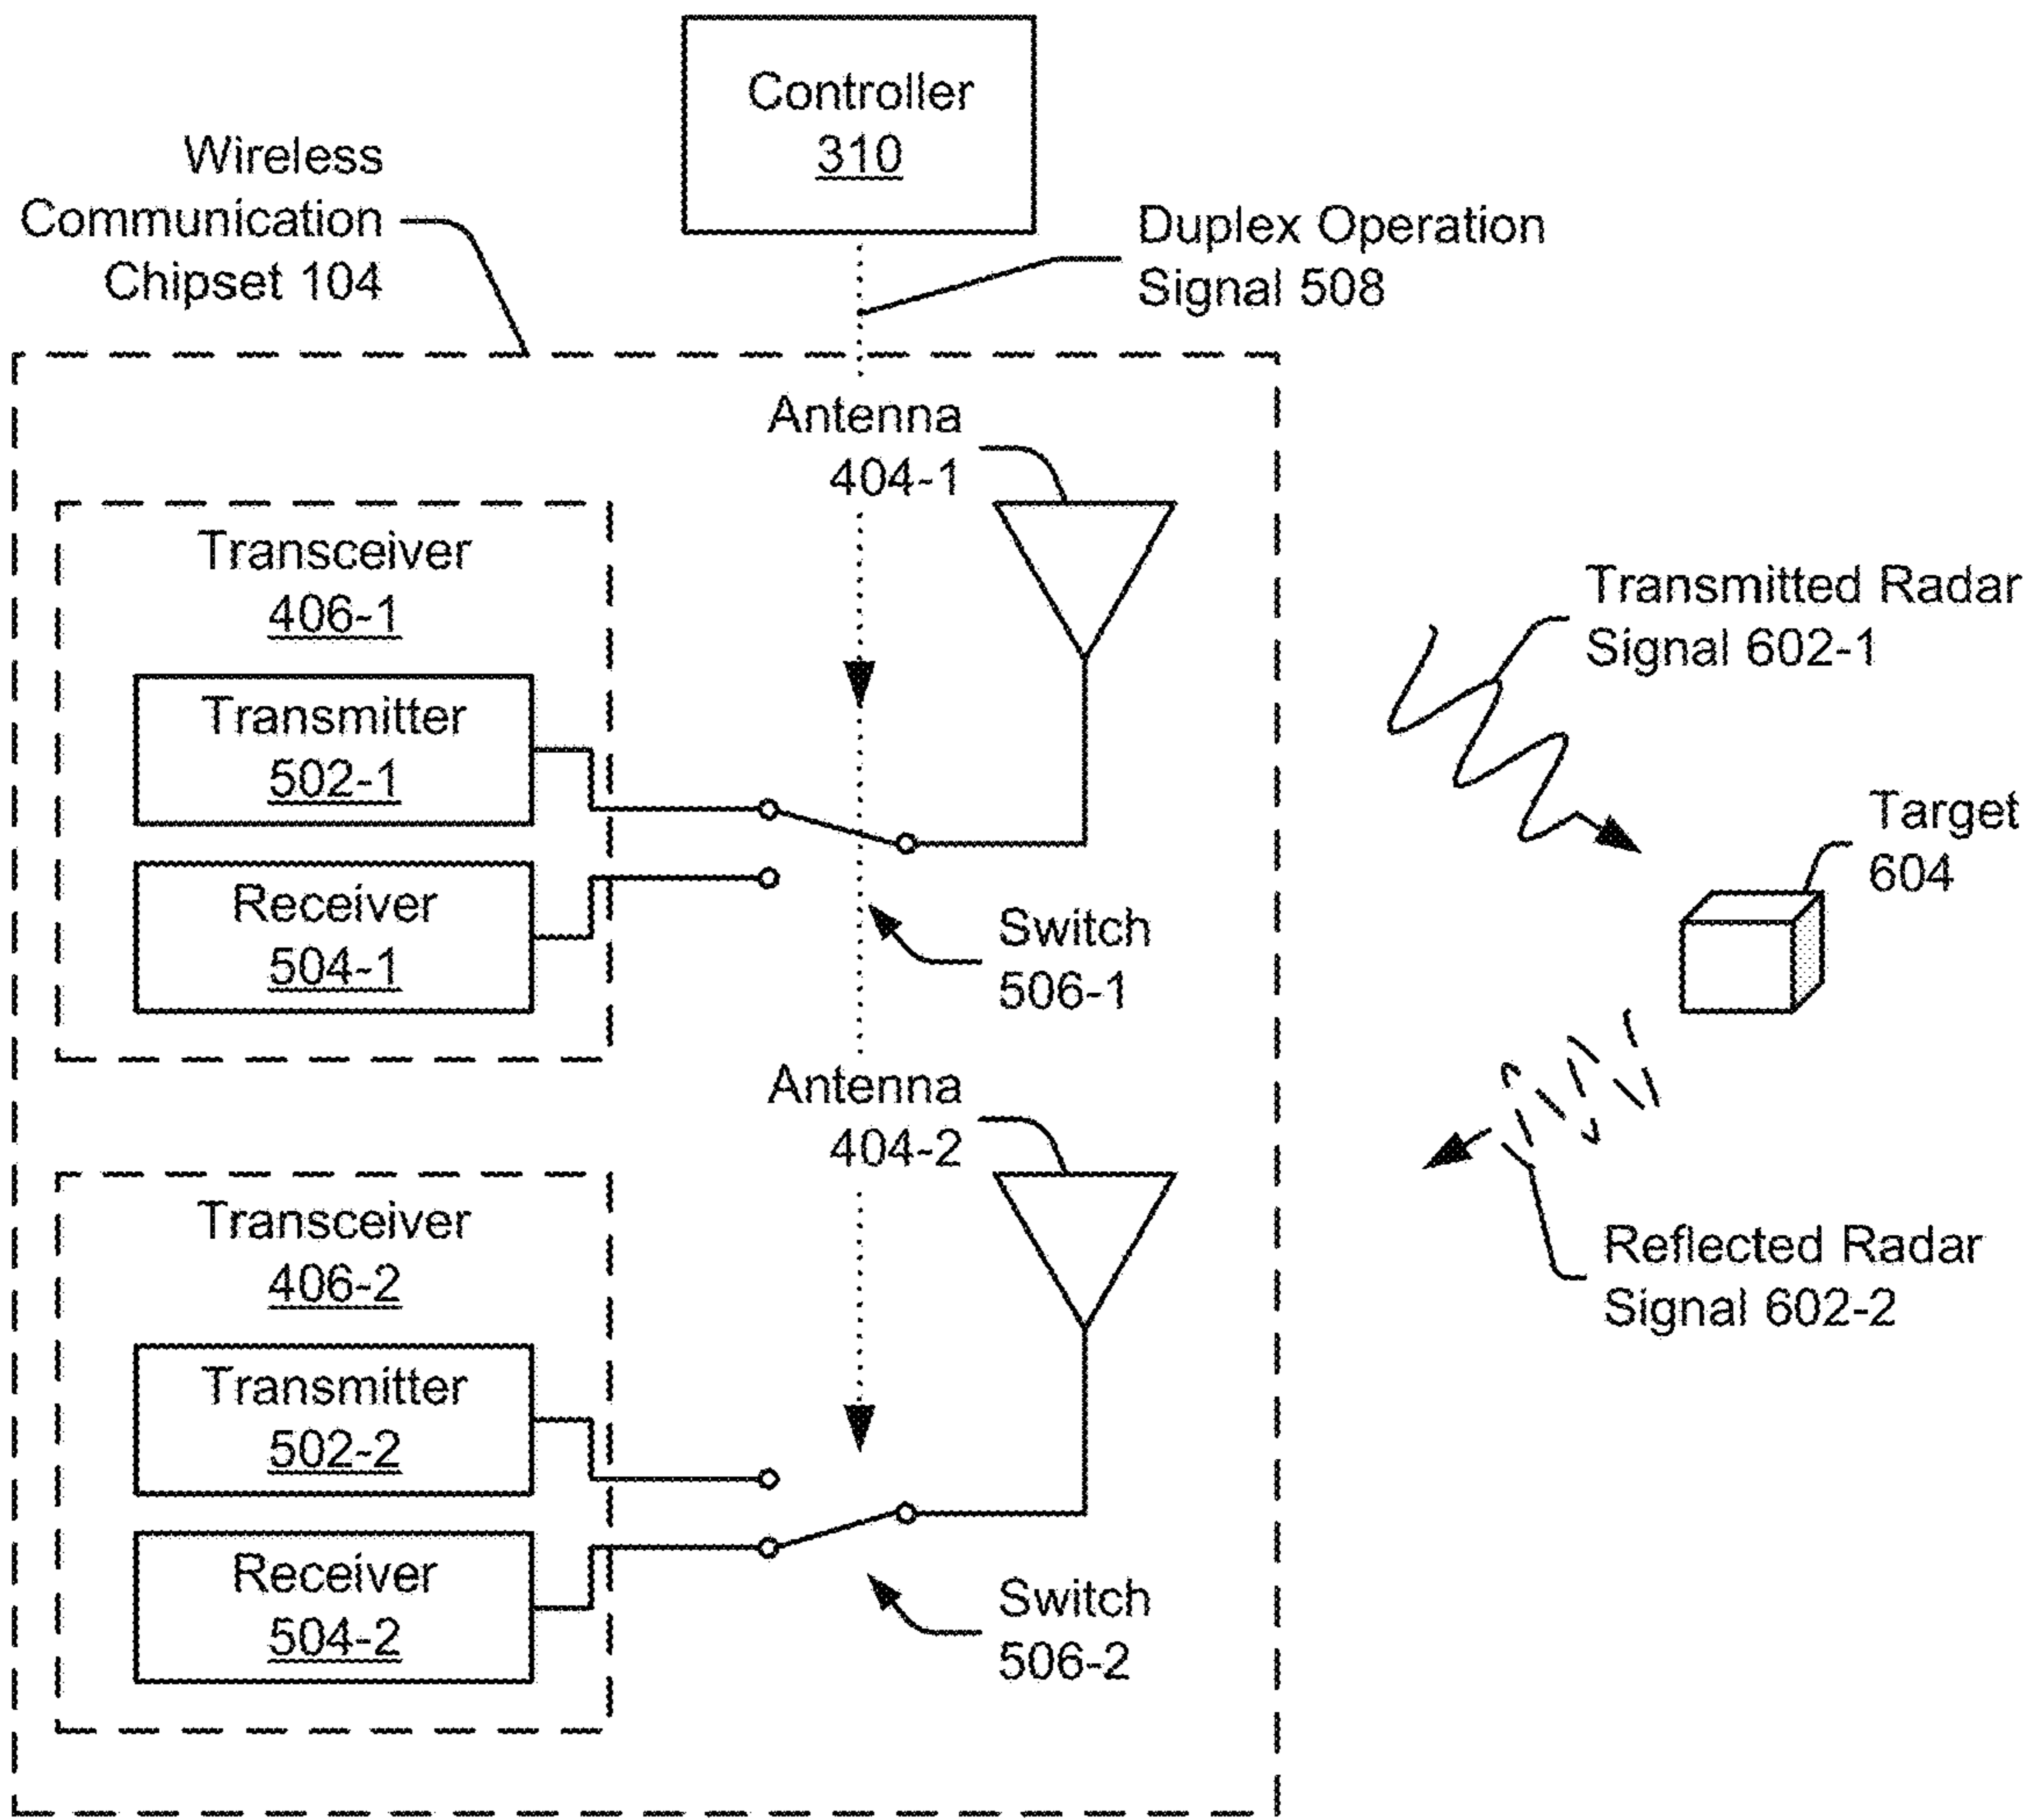 Controller
310
Wireless
Communication
Chipset 104
Duplex Operation
Signal 508
Antenna
404-1
Transceiver
406-1
Transmitter
502-1
Receiver
504-1
Switch
506-1
Transmitted Radar
Signal 602-1
Target
604
Antenna
404-2
Transceiver
406-2
Transmitter
502-2
Receiver
504-2
Switch
506-2
Reflected Radar
Signal 602-2